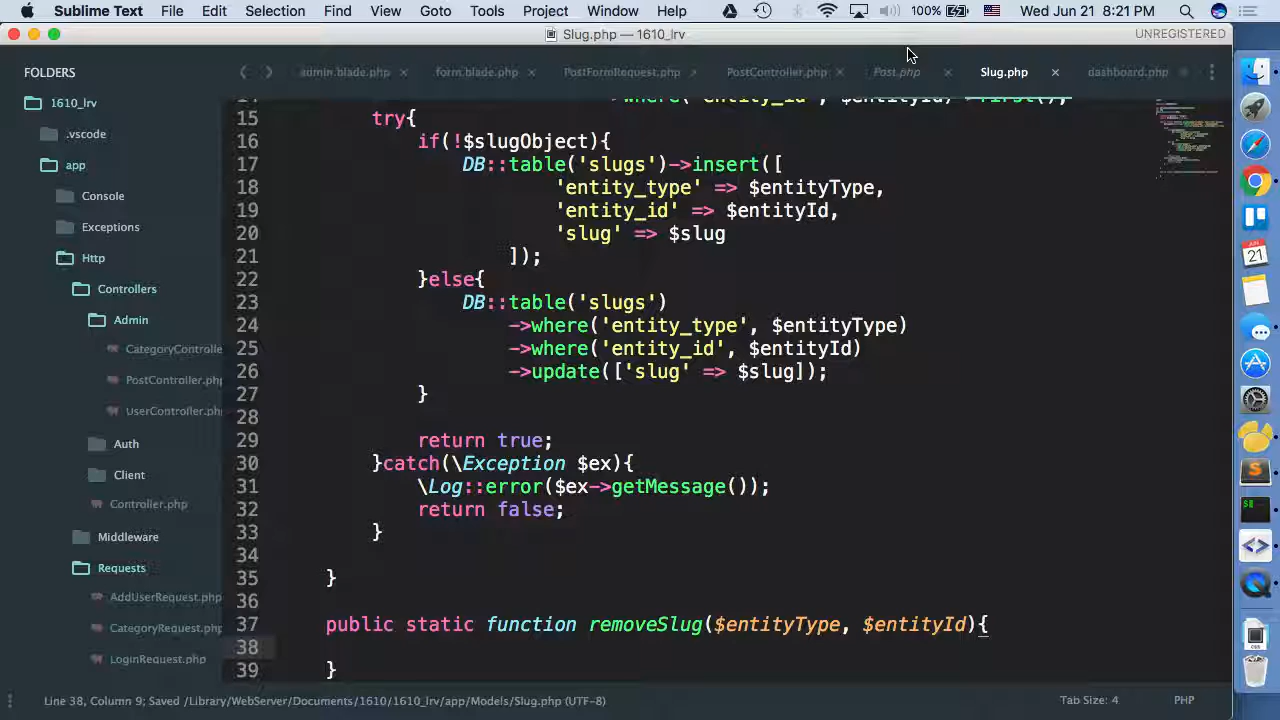 Sublime Text File Edit Selection Find View Goto Tools Project Window Help 100% Wed Jun 21 8:21 PM
Slug.php — 1610_lrv UNREGISTERED
FOLDERS
admin.blade.php form.blade.php PostFormRequest.php PostController.php Post.php Slug.php dashboard.php
1610_lrv
.vscode
app
Console
Exceptions
Http
Controllers
Admin
CategoryControlle
PostController.php
UserController.ph
Auth
Client
Controller.php
Middleware
Requests
AddUserRequest.php
CategoryRequest.ph
LoginRequest.php
14 ->where('entity_id', $entityId)->first();
15 try{
16 if(!$slugObject){
17 DB::table('slugs')->insert([
18 'entity_type' => $entityType,
19 'entity_id' => $entityId,
20 'slug' => $slug
21 ]);
22 }else{
23 DB::table('slugs')
24 ->where('entity_type', $entityType)
25 ->where('entity_id', $entityId)
26 ->update(['slug' => $slug]);
27 }
28
29 return true;
30 }catch(\Exception $ex){
31 \Log::error($ex->getMessage());
32 return false;
33 }
34
35 }
36
37 public static function removeSlug($entityType, $entityId){
38
39 }
Line 38, Column 9; Saved /Library/WebServer/Documents/1610/1610_lrv/app/Models/Slug.php (UTF-8) Tab Size: 4 PHP